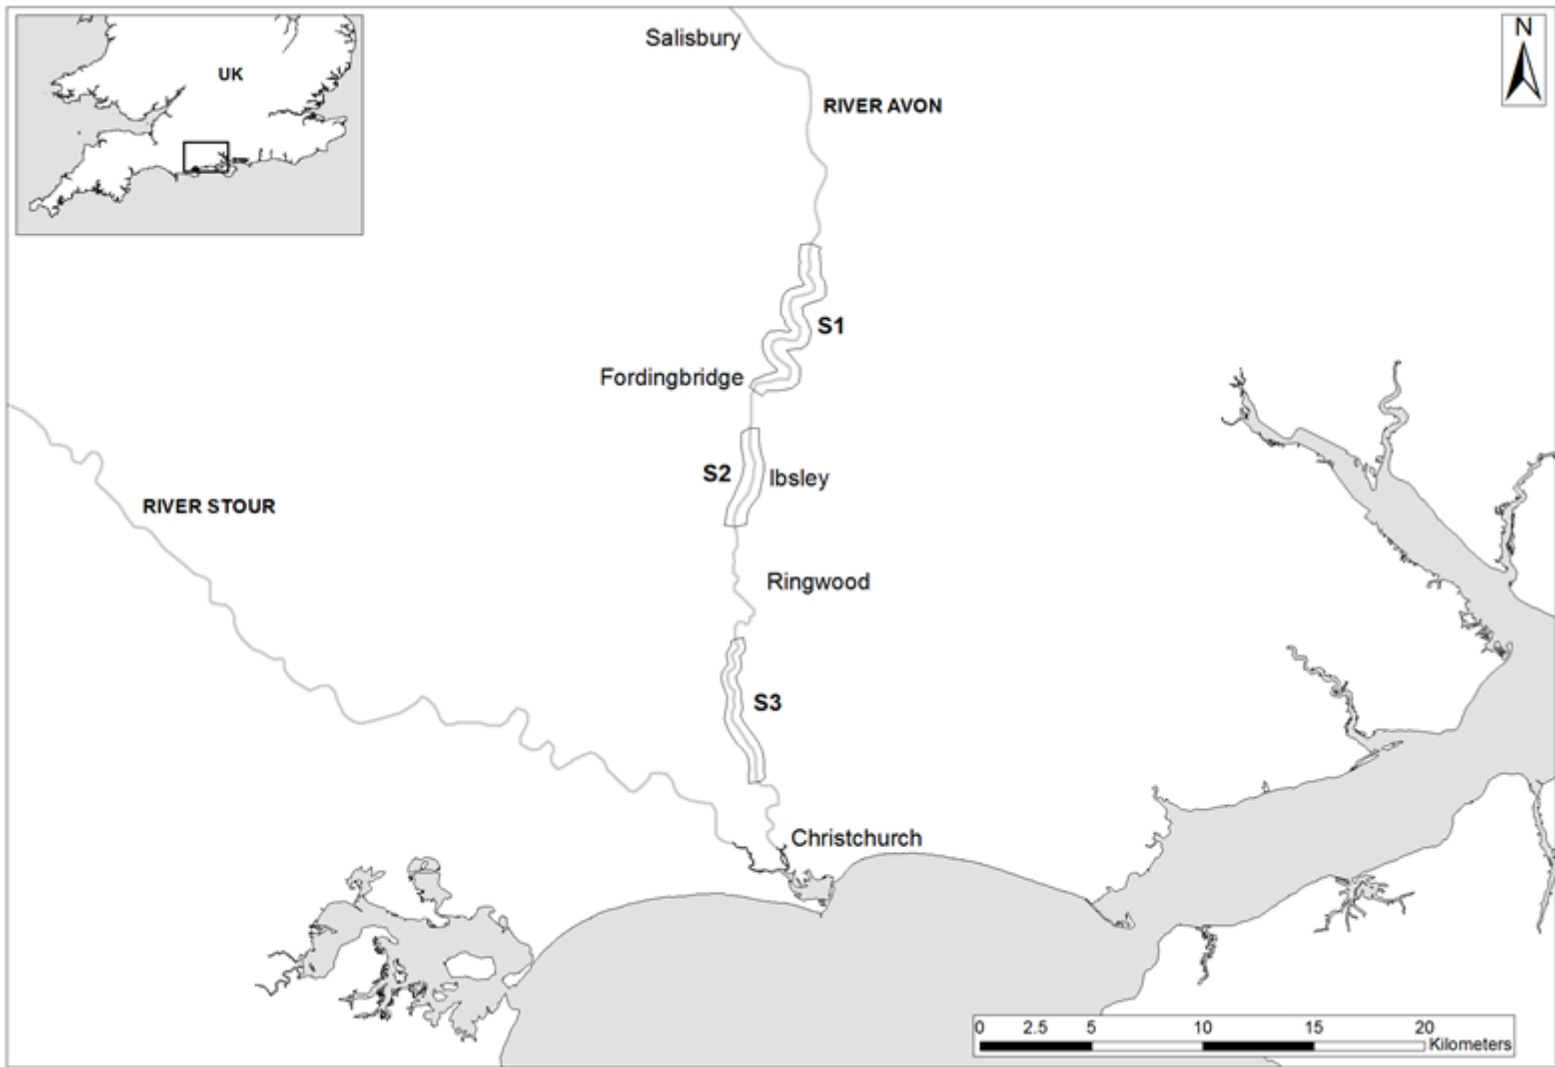 UK
N
Salisbury
RIVER AVON
S1
Fordingbridge
S2
Ibsley
RIVER STOUR
Ringwood
S3
Christchurch
0 2.5 5 10 15 20
Kilometers